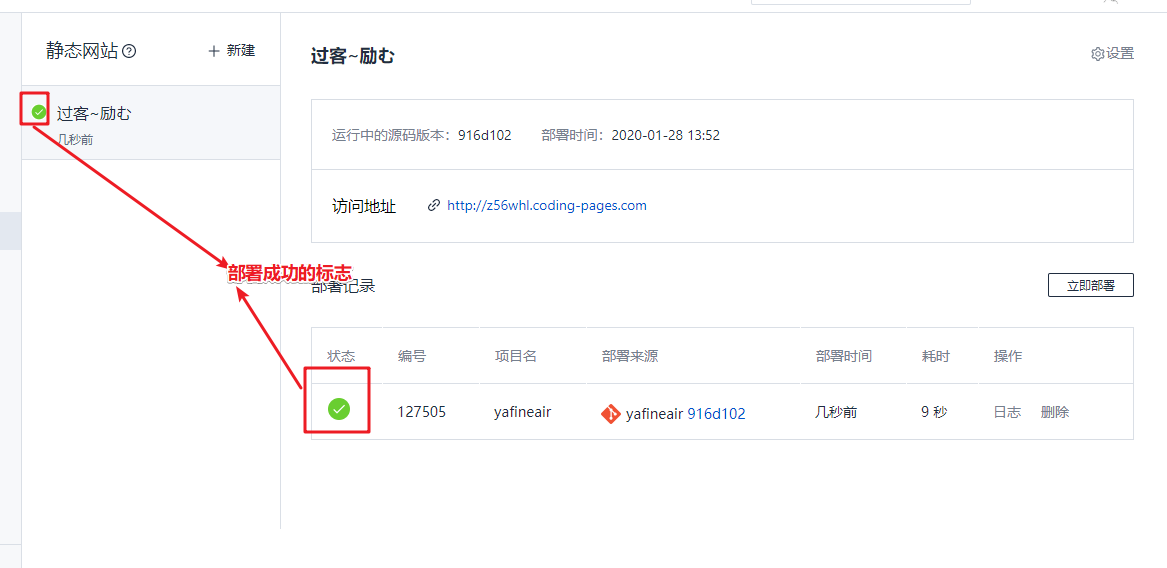 静态网站
新建
过客~励む
几秒前
过客~励む
设置
运行中的源码版本: 916d102 部署时间: 2020-01-28 13:52
访问地址 http://z56whl.coding-pages.com
部署成功的标志
部署记录
立即部署
状态 编号 项目名 部署来源 部署时间 耗时 操作
127505 yafineair yafineair 916d102 几秒前 9 秒 日志 删除